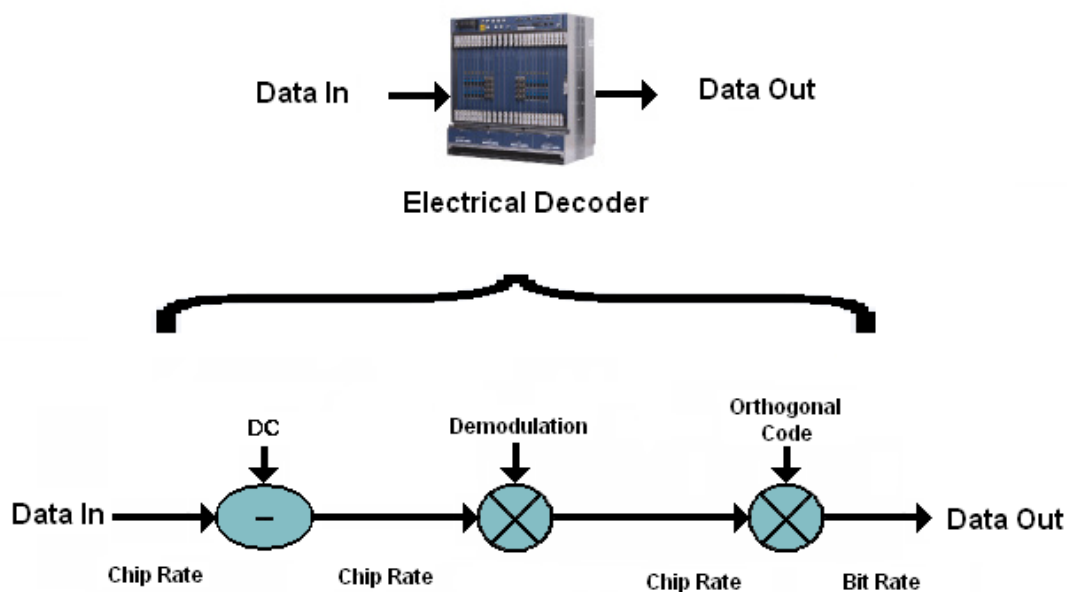 Data In
Data Out
Electrical Decoder
DC
Demodulation
Orthogonal
Code
Data In
-
Data Out
Chip Rate
Chip Rate
Chip Rate
Bit Rate